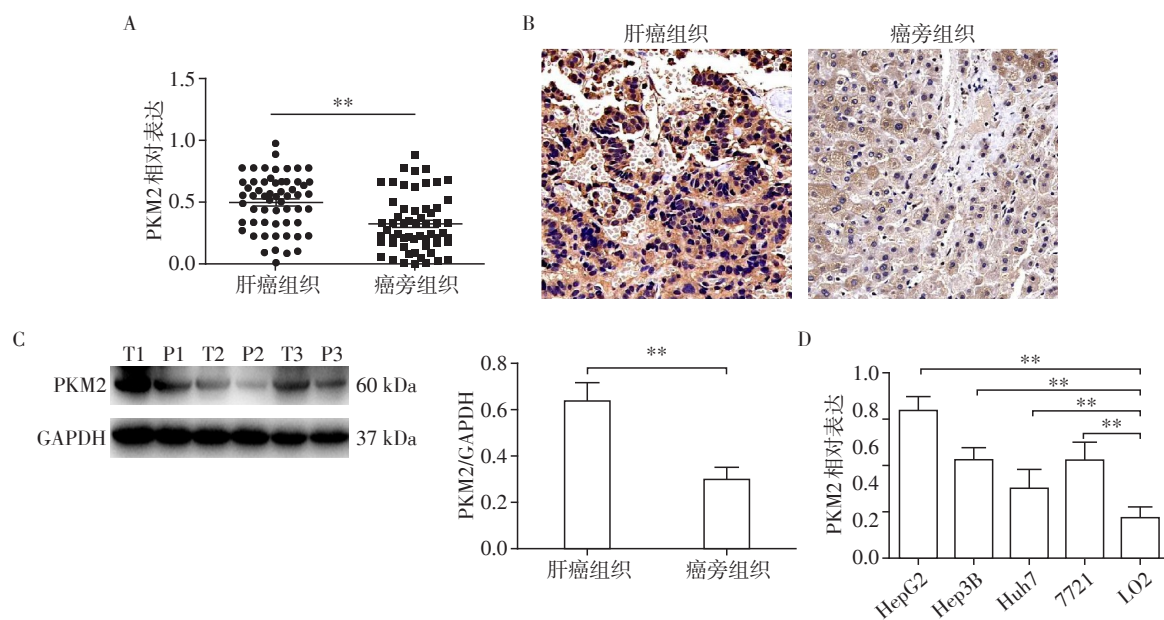 A
1.5
1.0
0.5
0.0
PKM2相对表达
**
肝癌组织
癌旁组织
B
肝癌组织
癌旁组织
C
T1 P1 T2 P2 T3 P3
PKM2
60 kDa
GAPDH
37 kDa
0.8
0.6
0.4
0.2
0.0
PKM2/GAPDH
**
肝癌组织
癌旁组织
D
1.0
0.8
0.4
0.2
0.0
PKM2相对表达
**
**
**
**
HepG2
Hep3B
Huh7
7721
LO2